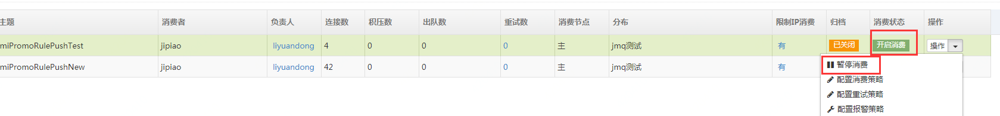 主题 消费者 负责人 连接数 积压数 出队数 重试数 消费节点 分布 限制IP消费 归档 消费状态 操作
miPromoRulePushTest jipiao liyuandong 4 0 0 0 主 jmq测试 有 已关闭 开启消费 操作
miPromoRulePushNew jipiao liyuandong 42 0 0 0 主 jmq测试 有
暂停消费
配置消费策略
配置重试策略
配置报警策略